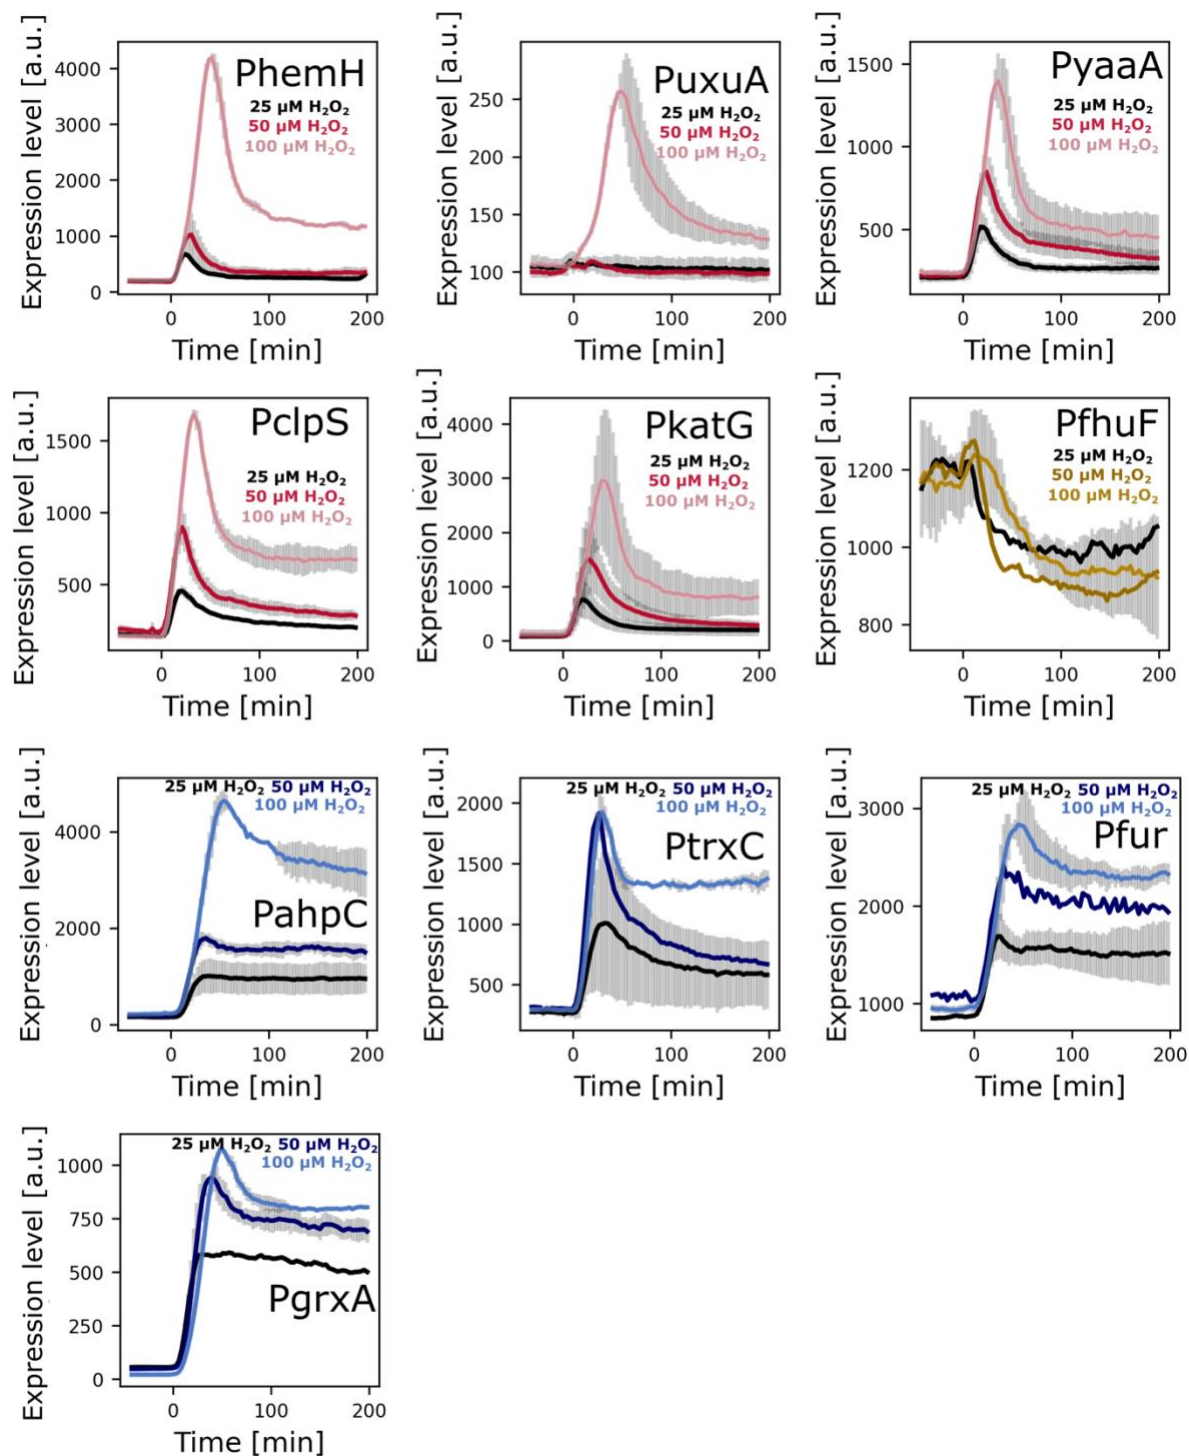 Expression level [a.u.]
4000
3000
2000
1000
0
PhemH
25 µM H₂O₂
50 µM H₂O₂
100 µM H₂O₂
0 100 200
Time [min]
Expression level [a.u.]
250
200
150
100
PuxuA
25 µM H₂O₂
50 µM H₂O₂
100 µM H₂O₂
0 100 200
Time [min]
Expression level [a.u.]
1500
1000
500
PyaaA
25 µM H₂O₂
50 µM H₂O₂
100 µM H₂O₂
0 100 200
Time [min]
Expression level [a.u.]
1500
1000
500
PclpS
25 µM H₂O₂
50 µM H₂O₂
100 µM H₂O₂
0 100 200
Time [min]
Expression level [a.u.]
4000
3000
2000
1000
0
PkatG
25 µM H₂O₂
50 µM H₂O₂
100 µM H₂O₂
0 100 200
Time [min]
Expression level [a.u.]
1200
1000
800
PfhuF
25 µM H₂O₂
50 µM H₂O₂
100 µM H₂O₂
0 100 200
Time [min]
Expression level [a.u.]
4000
2000
0
25 µM H₂O₂ 50 µM H₂O₂
100 µM H₂O₂
PahpC
0 100 200
Time [min]
Expression level [a.u.]
2000
1500
1000
500
25 µM H₂O₂ 50 µM H₂O₂
100 µM H₂O₂
PtrxC
0 100 200
Time [min]
Expression level [a.u.]
3000
2000
1000
25 µM H₂O₂ 50 µM H₂O₂
100 µM H₂O₂
Pfur
0 100 200
Time [min]
Expression level [a.u.]
1000
750
500
250
0
25 µM H₂O₂ 50 µM H₂O₂
100 µM H₂O₂
PgrxA
0 100 200
Time [min]